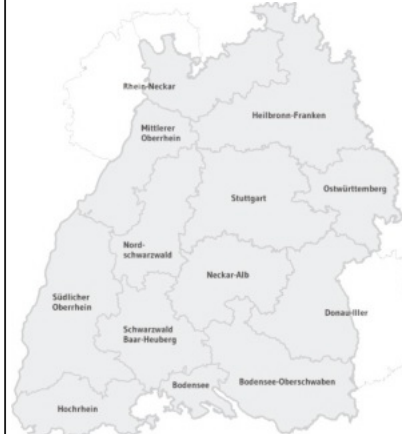 Rhein-Neckar
Heilbronn-Franken
Mittlerer
Oberrhein
Ostwürttemberg
Stuttgart
Nord-
schwarzwald
Neckar-Alb
Südlicher
Oberrhein
Donau-Iller
Schwarzwald
Baar-Heuberg
Bodensee
Bodensee-Oberschwaben
Hochrhein